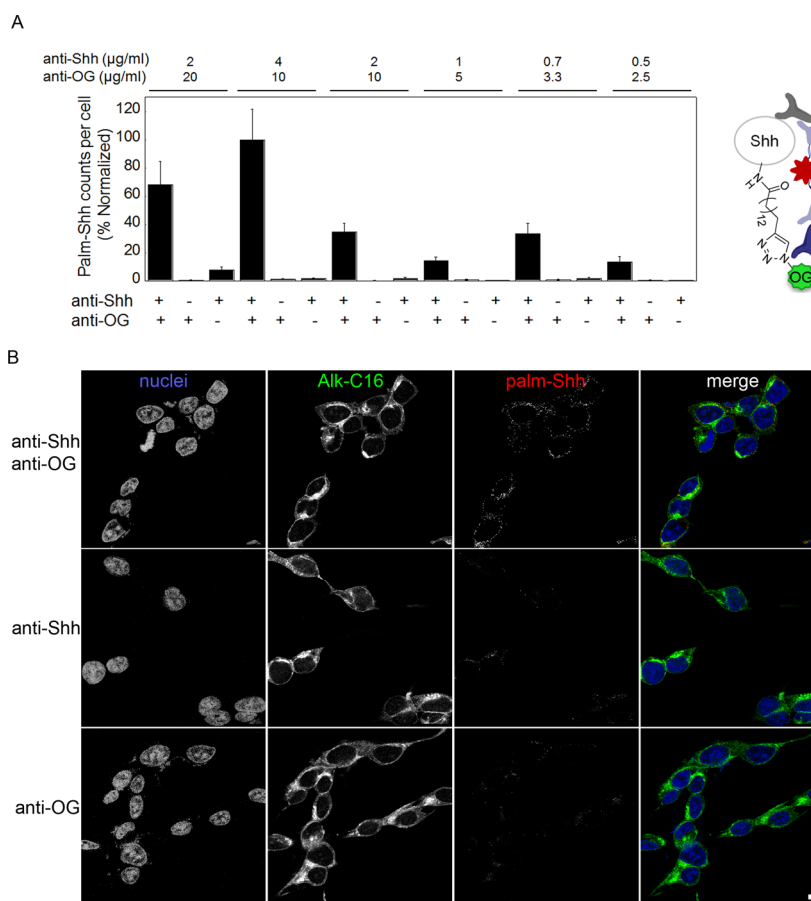 A
anti-Shh (µg/ml) 2 4 2 1 0.7 0.5
anti-OG (µg/ml) 20 10 10 5 3.3 2.5
Palm-Shh counts per cell
(% Normalized)
120
100
80
60
40
20
0
anti-Shh + - + + - + + - + + - + + - + + - +
anti-OG + + - + + - + + - + + - + + - + + -
Shh
N
H
O
12
N
N
N
OG
B
nuclei Alk-C16 palm-Shh merge
anti-Shh
anti-OG
anti-Shh
anti-OG